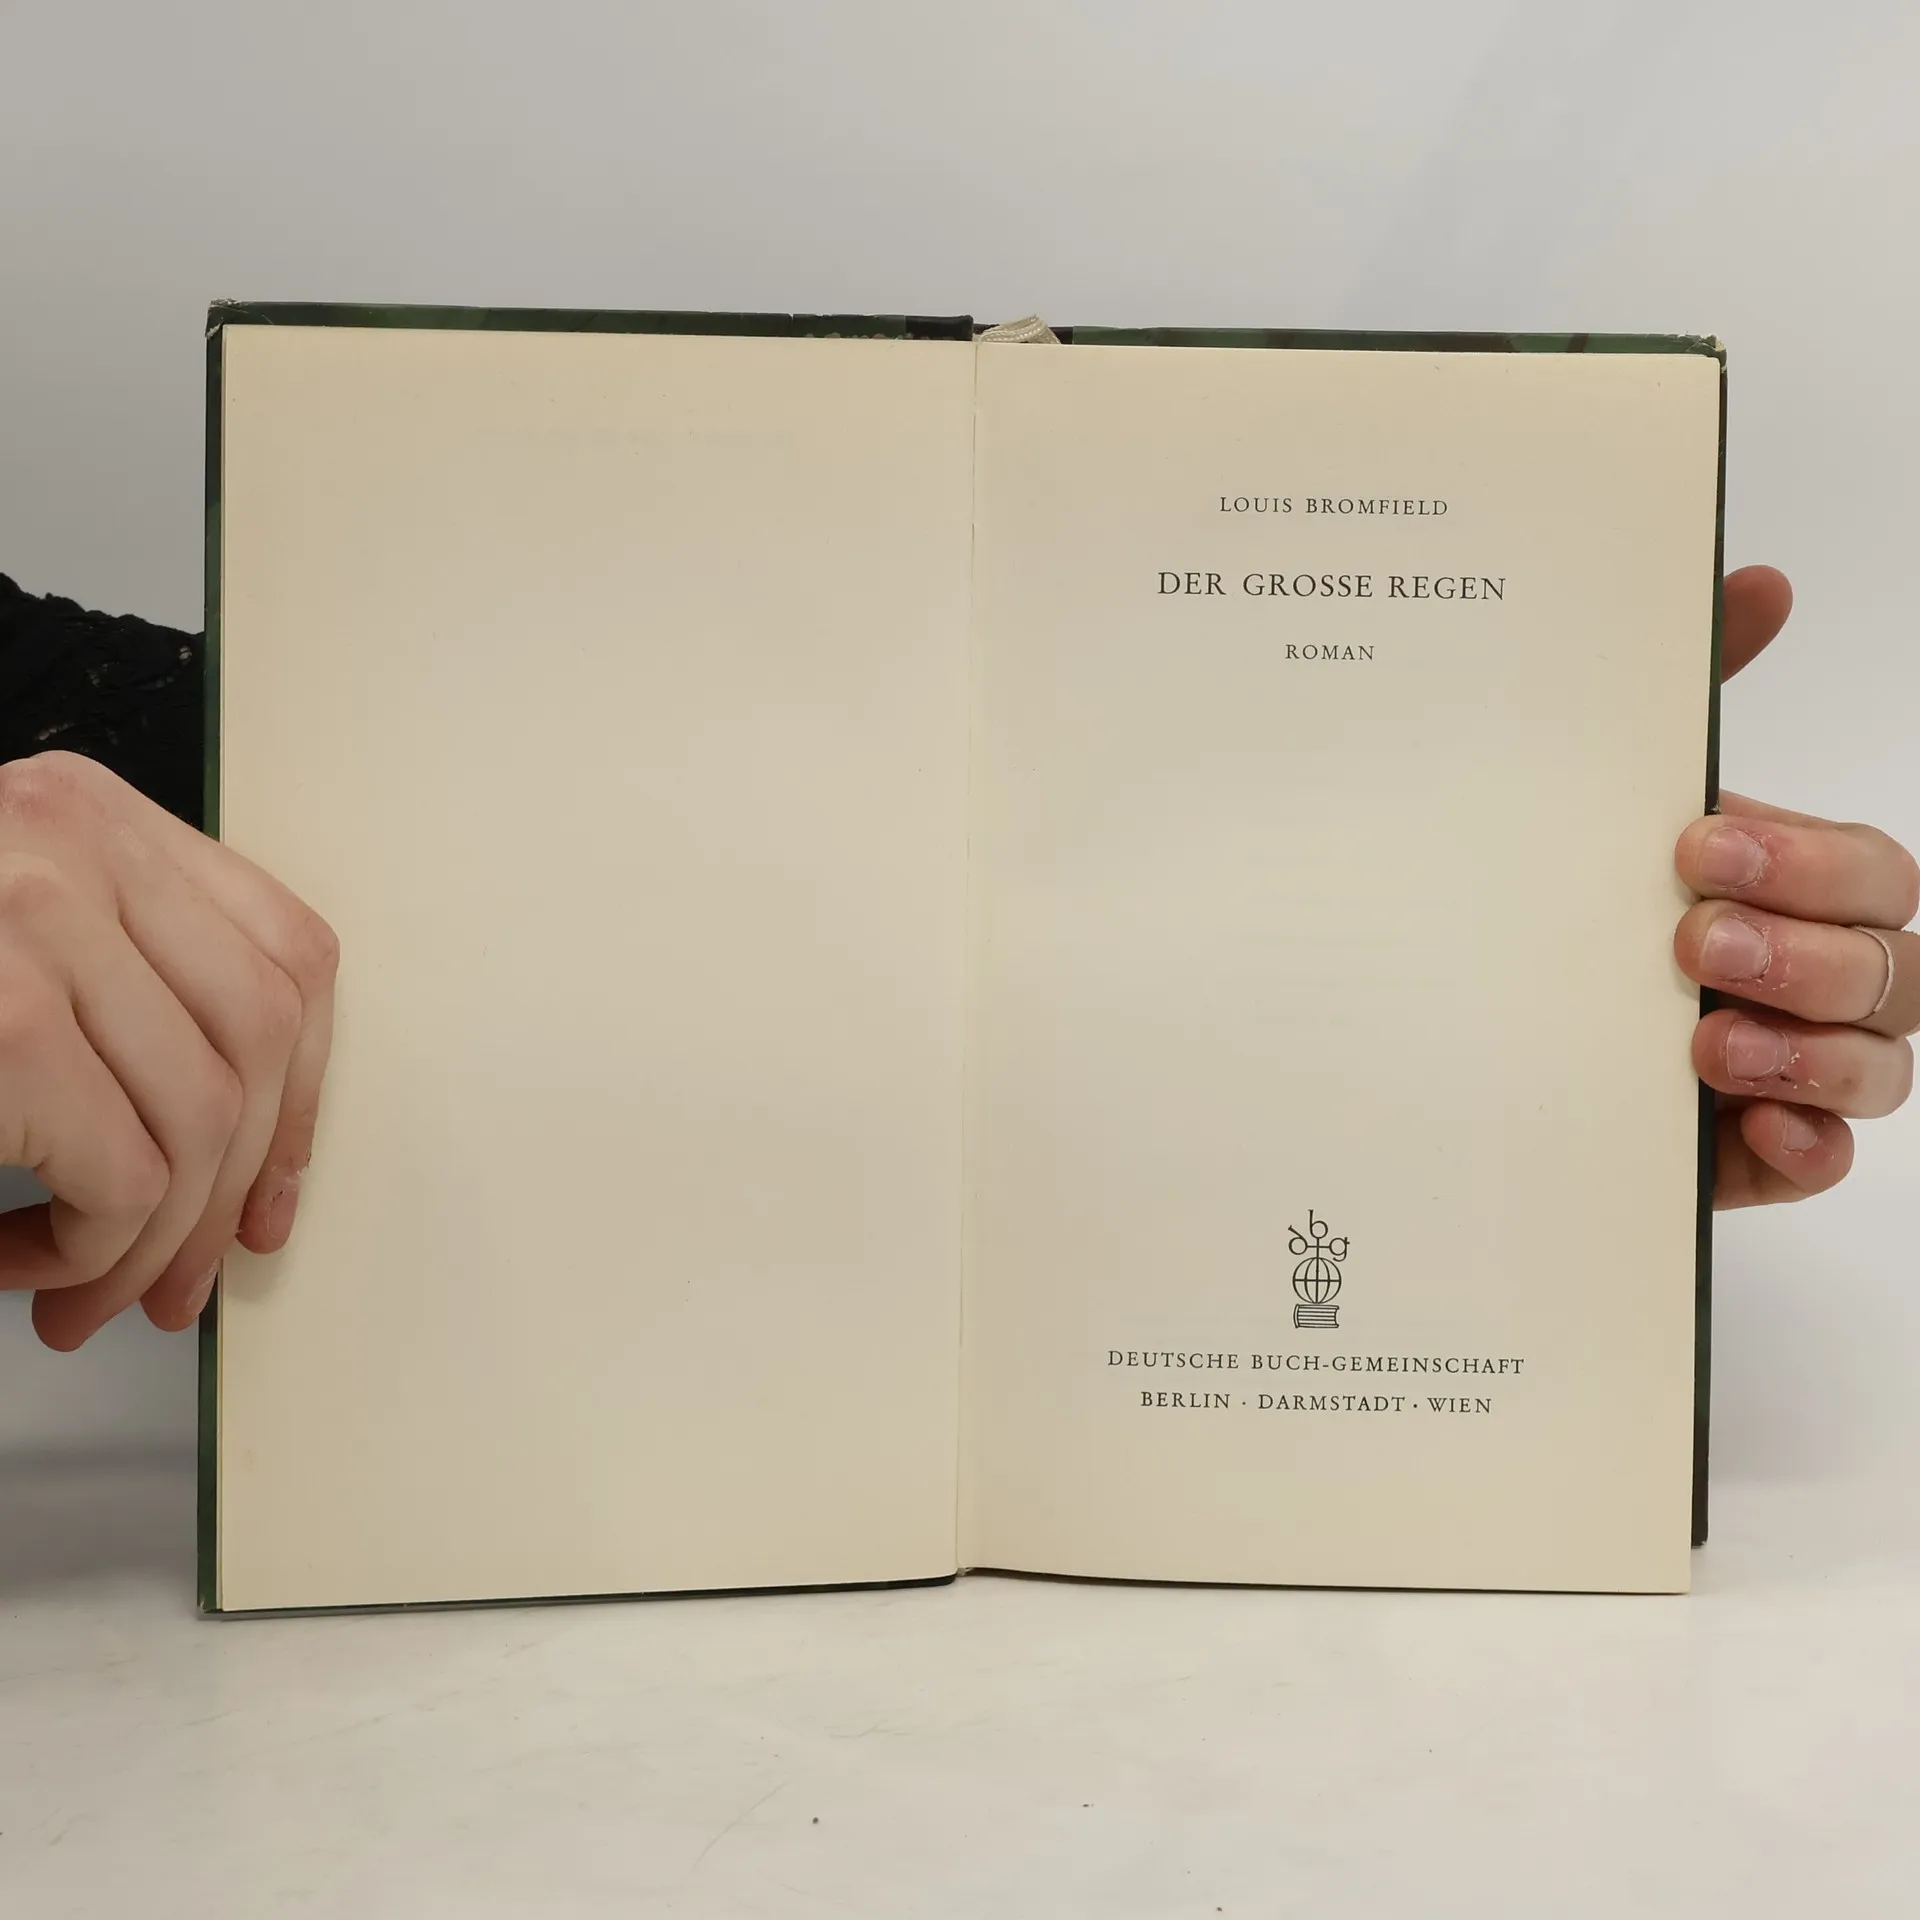 LOUIS BROMFIELD
DER GROSSE REGEN
ROMAN
dbg
DEUTSCHE BUCH-GEMEINSCHAFT
BERLIN · DARMSTADT · WIEN